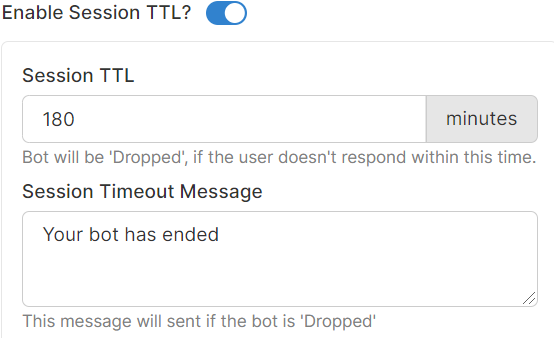 Enable Session TTL?
Session TTL
180 minutes
Bot will be 'Dropped', if the user doesn't respond within this time.
Session Timeout Message
Your bot has ended
This message will sent if the bot is 'Dropped'